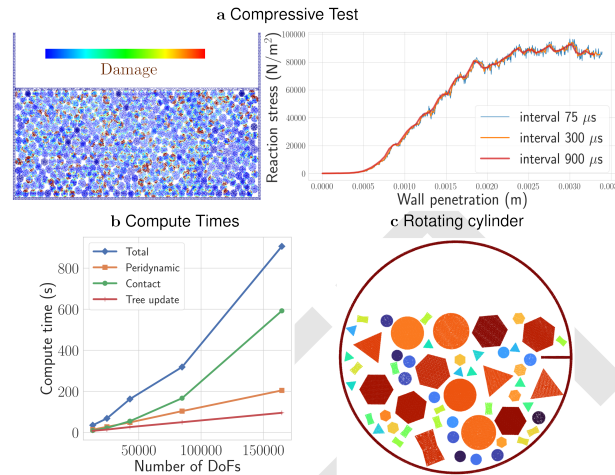 a Compressive Test
Damage
Reaction stress (N/m²)
100000
80000
60000
40000
20000
0
0.0000
0.0005
0.0010
0.0015
0.0020
0.0025
0.0030
Wall penetration (m)
interval 75 μs
interval 300 μs
interval 900 μs
b Compute Times
Compute time (s)
800
600
400
200
0
50000
100000
150000
Number of DoFs
Total
Peridynamic
Contact
Tree update
c Rotating cylinder